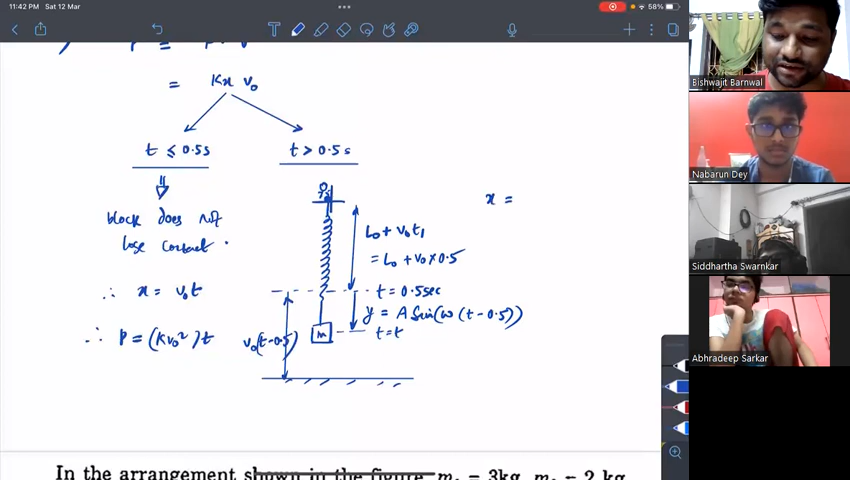 11:42 PM Sat 12 Mar
58%
= Kx v₀
t ≤ 0.5s
t > 0.5s
block does not
lose contact.
∴ x = v₀t
∴ P = (Kv₀²)t
L₀ + v₀t₁
= L₀ + v₀×0.5
t = 0.5sec
y = A Sin(ω(t-0.5))
t=t
v₀(t-0.5)
m
x =
In the arrangement shown in the figure m = 3kg, m = 2 kg
Bishwajit Barnwal
Nabarun Dey
Siddhartha Swarnkar
Abhradeep Sarkar